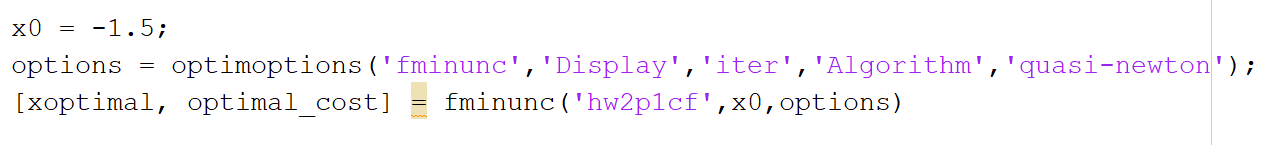 x0 = -1.5;
options = optimoptions('fminunc','Display','iter','Algorithm','quasi-newton');
[xoptimal, optimal_cost] = fminunc('hw2p1cf',x0,options)